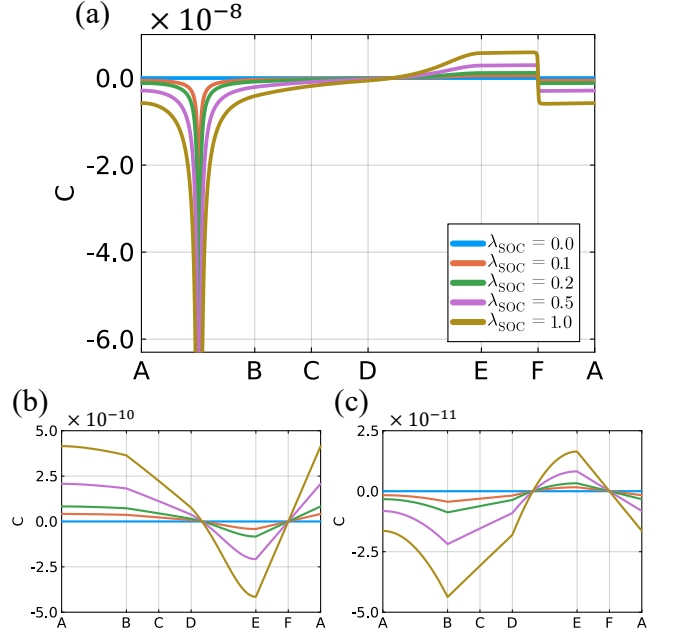 (a)
× 10⁻⁸
0.0
-2.0
-4.0
-6.0
C
λSOC = 0.0
λSOC = 0.1
λSOC = 0.2
λSOC = 0.5
λSOC = 1.0
A B C D E F A
(b)
× 10⁻¹⁰
5.0
2.5
0.0
-2.5
-5.0
C
A B C D E F A
(c)
× 10⁻¹¹
2.5
0.0
-2.5
-5.0
C
A B C D E F A